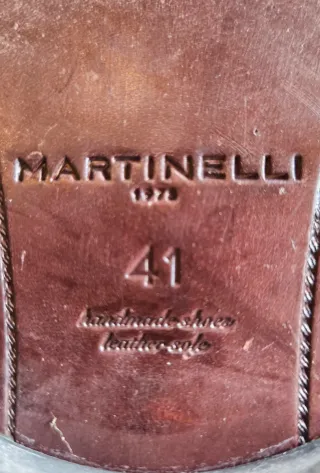 MARTINELLI
1978
41
handmade shoes
leather sole